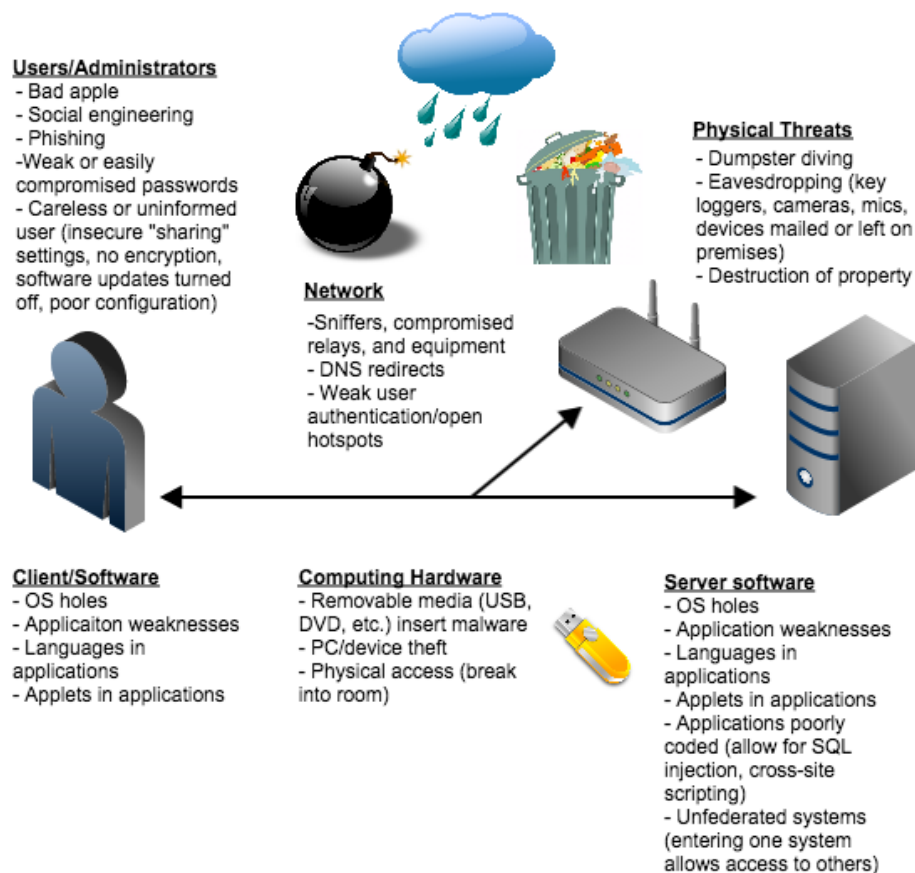 Users/Administrators
- Bad apple
- Social engineering
- Phishing
-Weak or easily
compromised passwords
- Careless or uninformed
user (insecure "sharing"
settings, no encryption,
software updates turned
off, poor configuration)
Physical Threats
- Dumpster diving
- Eavesdropping (key
loggers, cameras, mics,
devices mailed or left on
premises)
- Destruction of property
Network
-Sniffers, compromised
relays, and equipment
- DNS redirects
- Weak user
authentication/open
hotspots
Client/Software
- OS holes
- Applicaiton weaknesses
- Languages in
applications
- Applets in applications
Computing Hardware
- Removable media (USB,
DVD, etc.) insert malware
- PC/device theft
- Physical access (break
into room)
Server software
- OS holes
- Application weaknesses
- Languages in
applications
- Applets in applications
- Applications poorly
coded (allow for SQL
injection, cross-site
scripting)
- Unfederated systems
(entering one system
allows access to others)